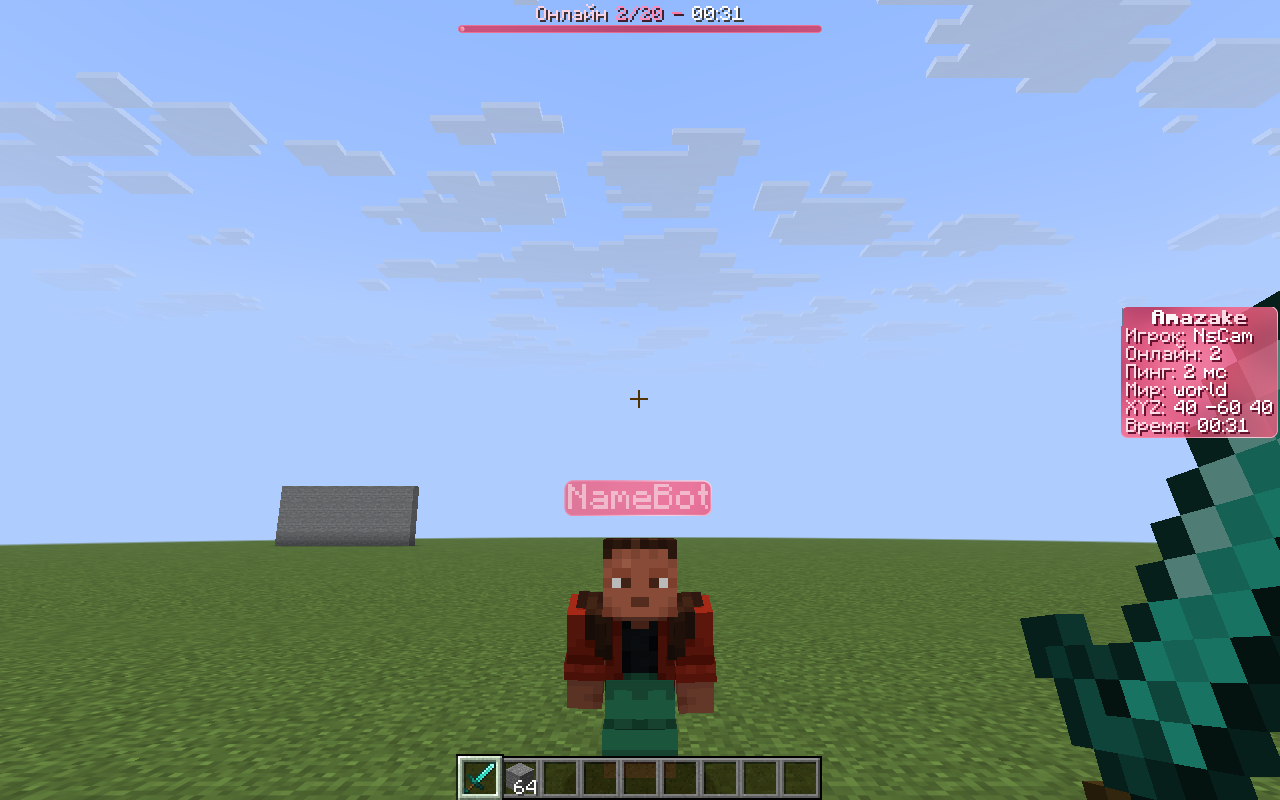 Онлайн 2/20 - 00:31
Amazake
Игрок: NsCam
Онлайн: 2
Пинг: 2 мс
Мир: world
XYZ: 40 -60 40
Время: 00:31
NameBot
64